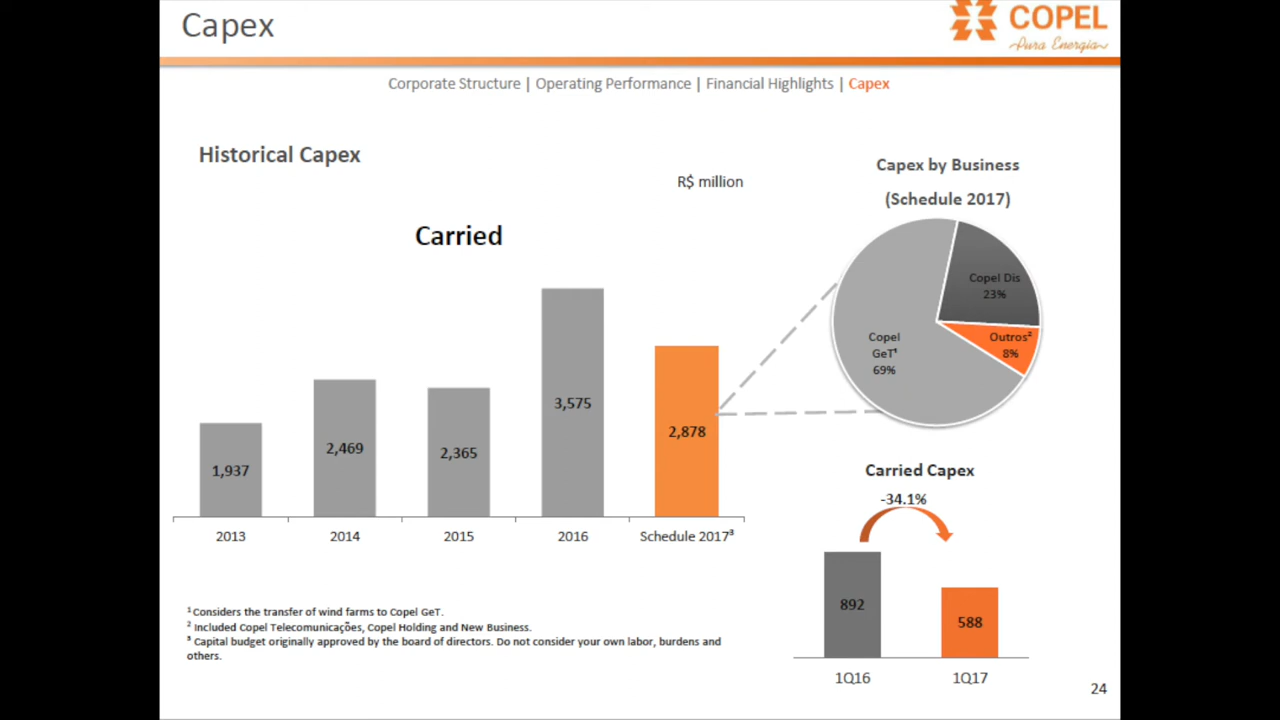 Capex
COPEL
Pura Energia
Corporate Structure | Operating Performance | Financial Highlights | Capex
Historical Capex
R$ million
Carried
1,937
2,469
2,365
3,575
2,878
2013
2014
2015
2016
Schedule 2017³
Capex by Business
(Schedule 2017)
Copel Dis
23%
Outros²
8%
Copel
GeT¹
69%
Carried Capex
-34.1%
892
588
1Q16
1Q17
¹ Considers the transfer of wind farms to Copel GeT.
² Included Copel Telecomunicações, Copel Holding and New Business.
³ Capital budget originally approved by the board of directors. Do not consider your own labor, burdens and
others.
24